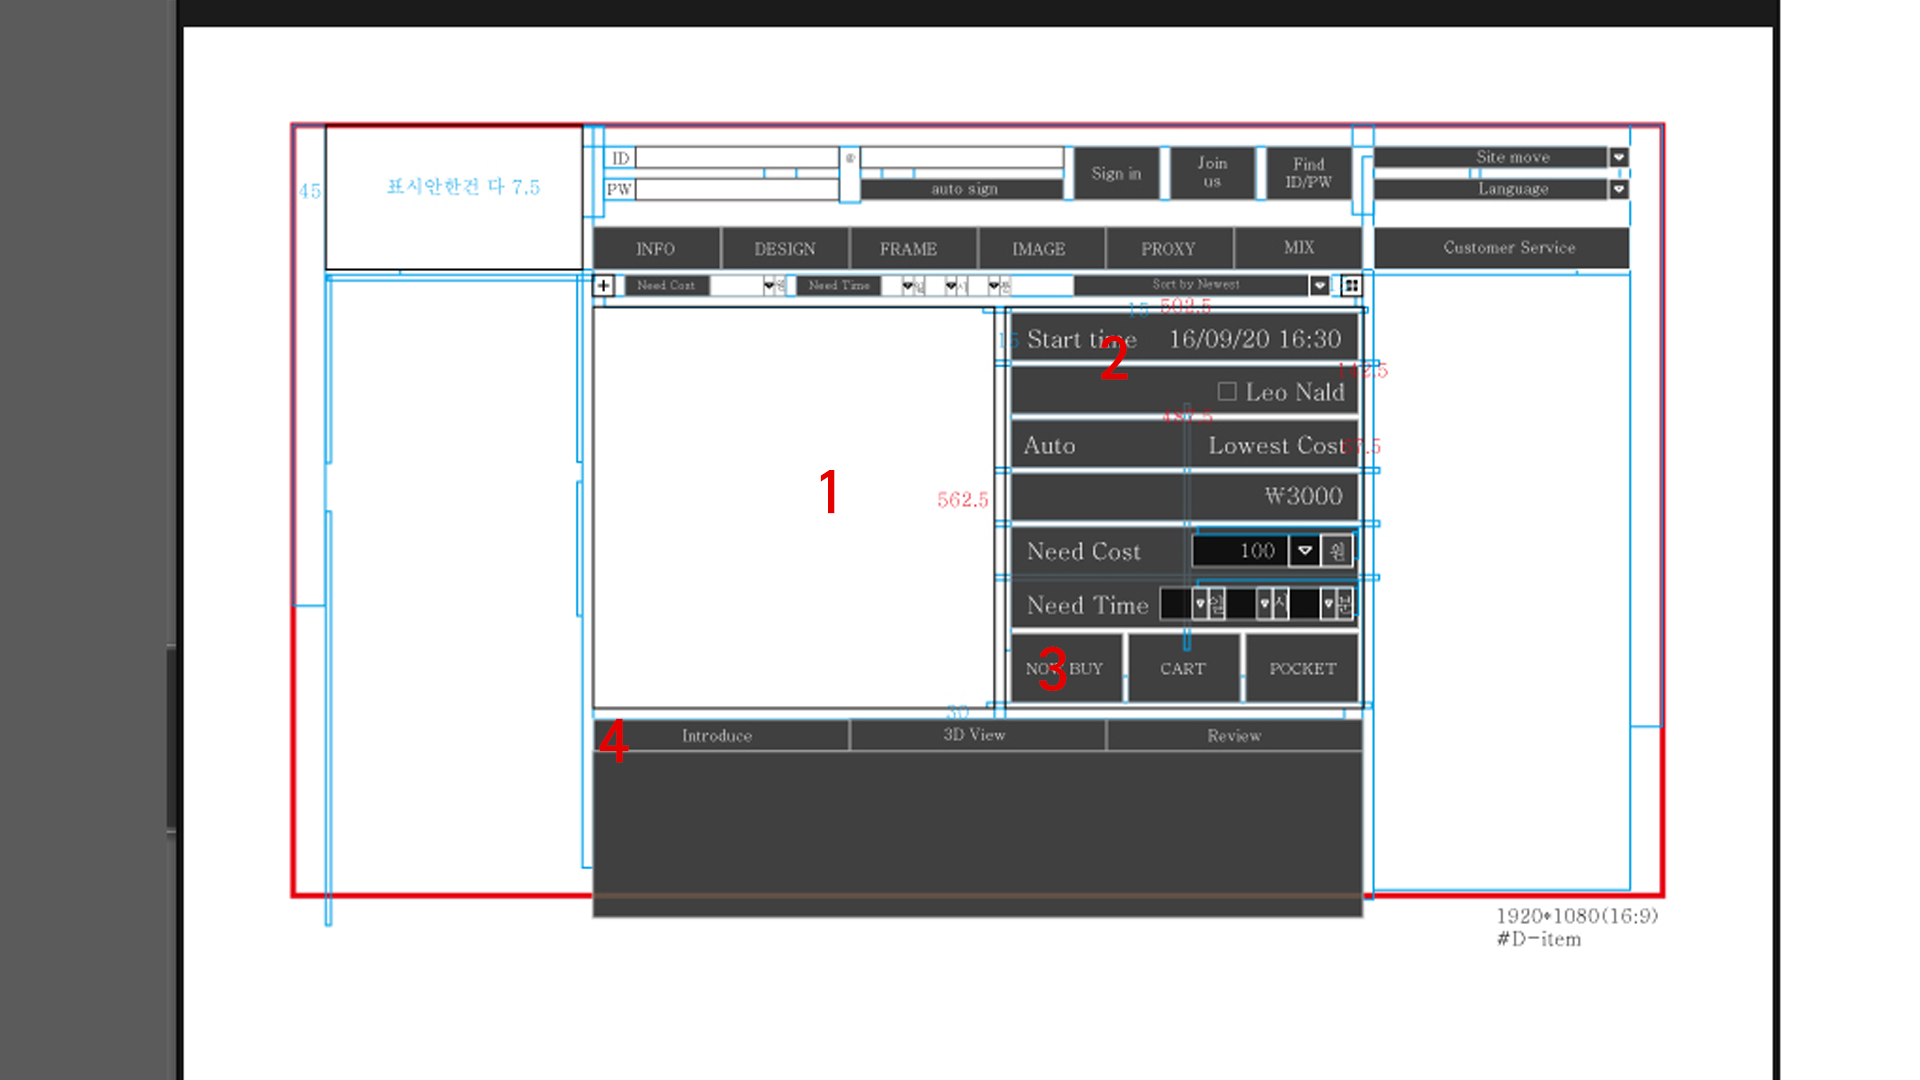 45
표시안한건 다 7.5
ID
@
PW
auto sign
Sign in
Join
us
Find
ID/PW
Site move
Language
INFO
DESIGN
FRAME
IMAGE
PROXY
MIX
Customer Service
+
Need Cost
원
Need Time
일
시
분
Sort by Newest
15
502.5
15
Start time
16/09/20 16:30
2
142.5
Leo Nald
487.5
Auto
Lowest Cost
1
562.5
₩3000
Need Cost
100
원
Need Time
일
시
분
NOW BUY
3
CART
POCKET
30
4
Introduce
3D View
Review
1920*1080(16:9)
#D-item